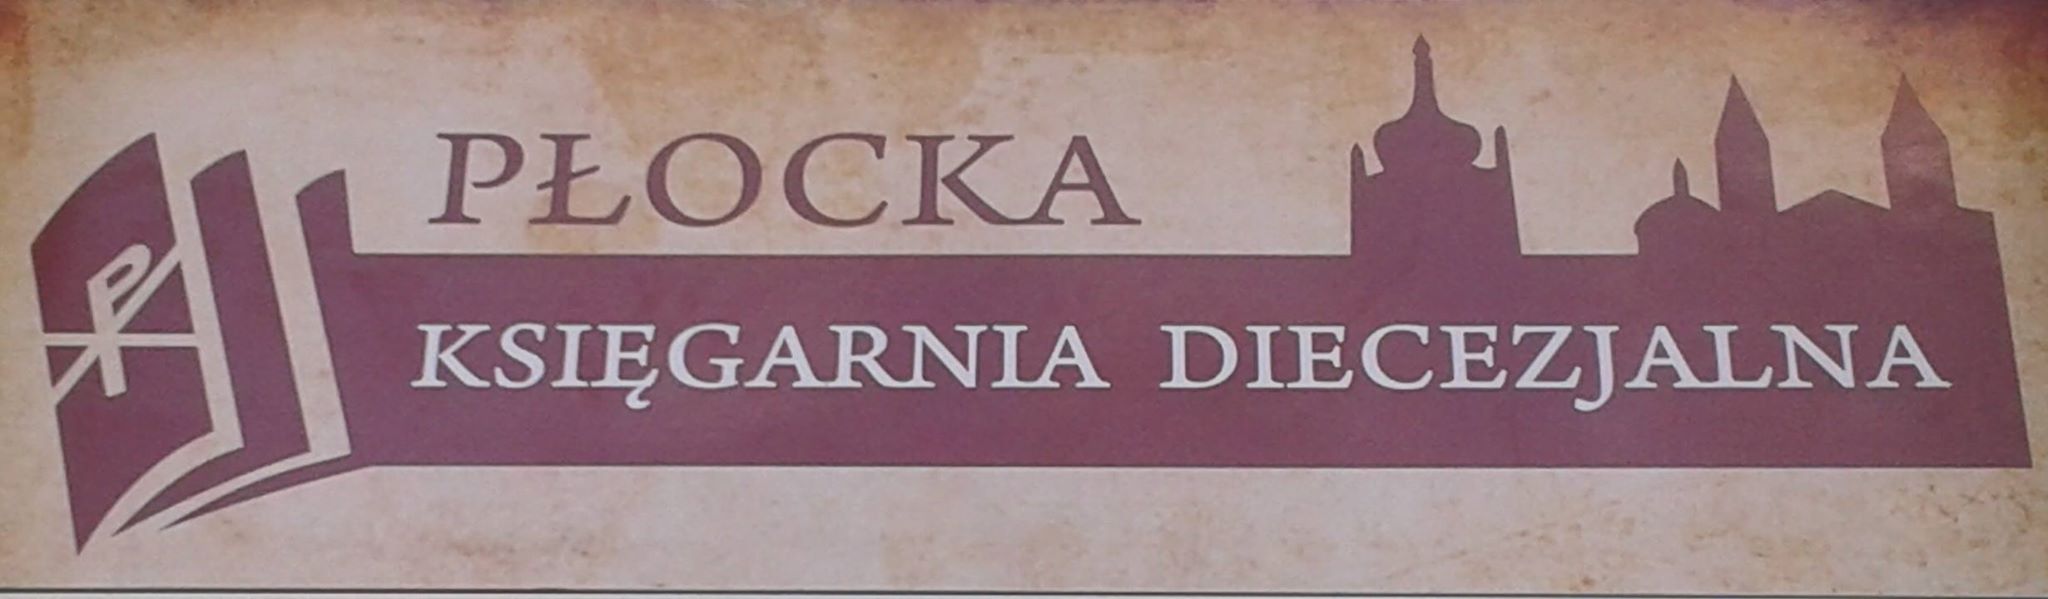 PŁOCKA
KSIĘGARNIA DIECEZJALNA